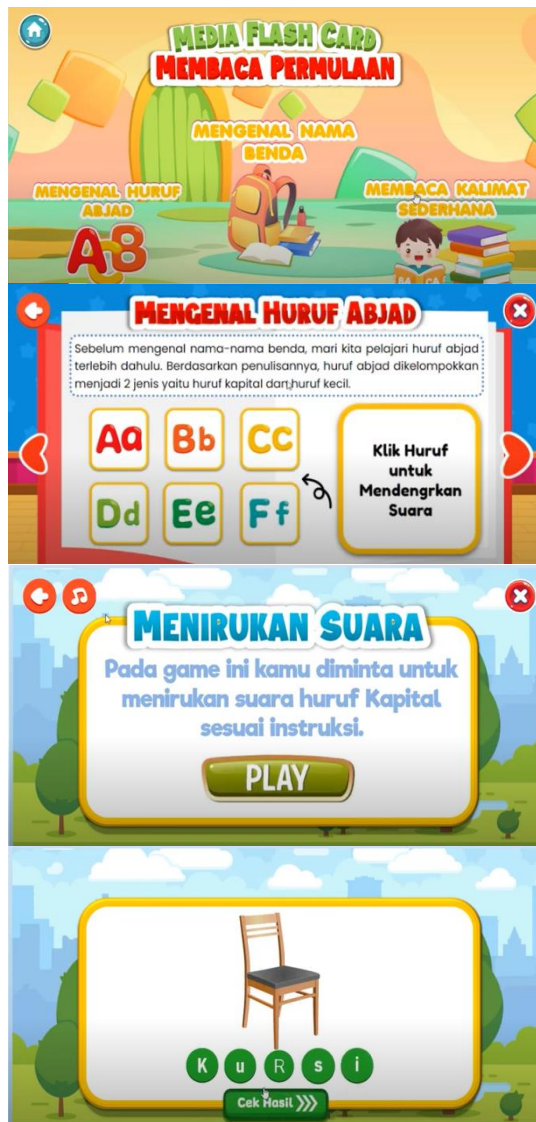 MEDIA FLASH CARD
MEMBACA PERMULAAN
MENGENAL NAMA
BENDA
MENGENAL HURUF
ABJAD
MEMBACA KALIMAT
SEDERHANA
AB
BA CA
MENGENAL HURUF ABJAD
Sebelum mengenal nama-nama benda, mari kita pelajari huruf abjad
terlebih dahulu. Berdasarkan penulisannya, huruf abjad dikelompokkan
menjadi 2 jenis yaitu huruf kapital dan huruf kecil.
Aa Bb Cc
Dd Ee Ff
Klik Huruf
untuk
Mendengrkan
Suara
MENIRUKAN SUARA
Pada game ini kamu diminta untuk
menirukan suara huruf Kapital
sesuai instruksi.
PLAY
K u R s i
Cek Hasil